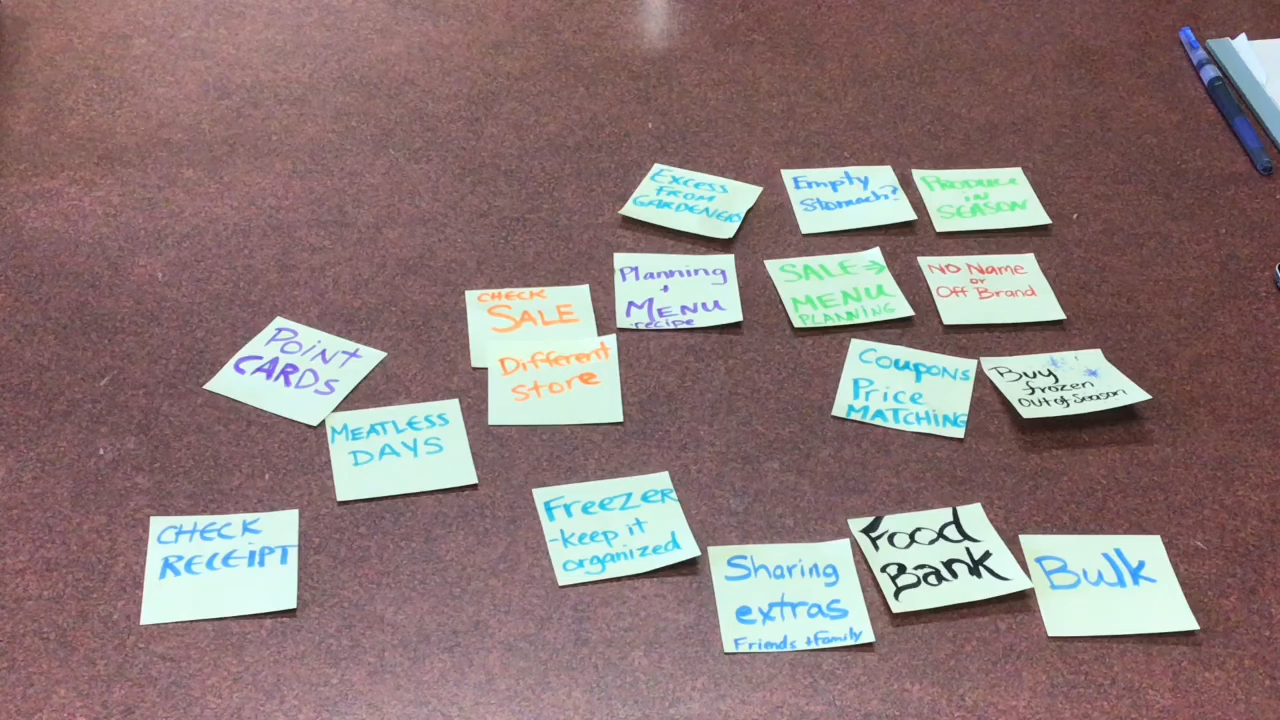 Excess
FROM
GARDENERS
Empty
Stomach?
PRODUCE
IN
SEASON
Planning
+
MENU
recipe
SALE→
MENU
PLANNING
NO Name
or
Off Brand
CHECK
SALE
Different
store
POINT
CARDS
Coupons
Price
MATCHING
Buy
frozen
OUT of Season
MEATLESS
DAYS
Freezer
-keep it
organized
CHECK
RECEIPT
Sharing
extras
Friends + family
Food
Bank
Bulk